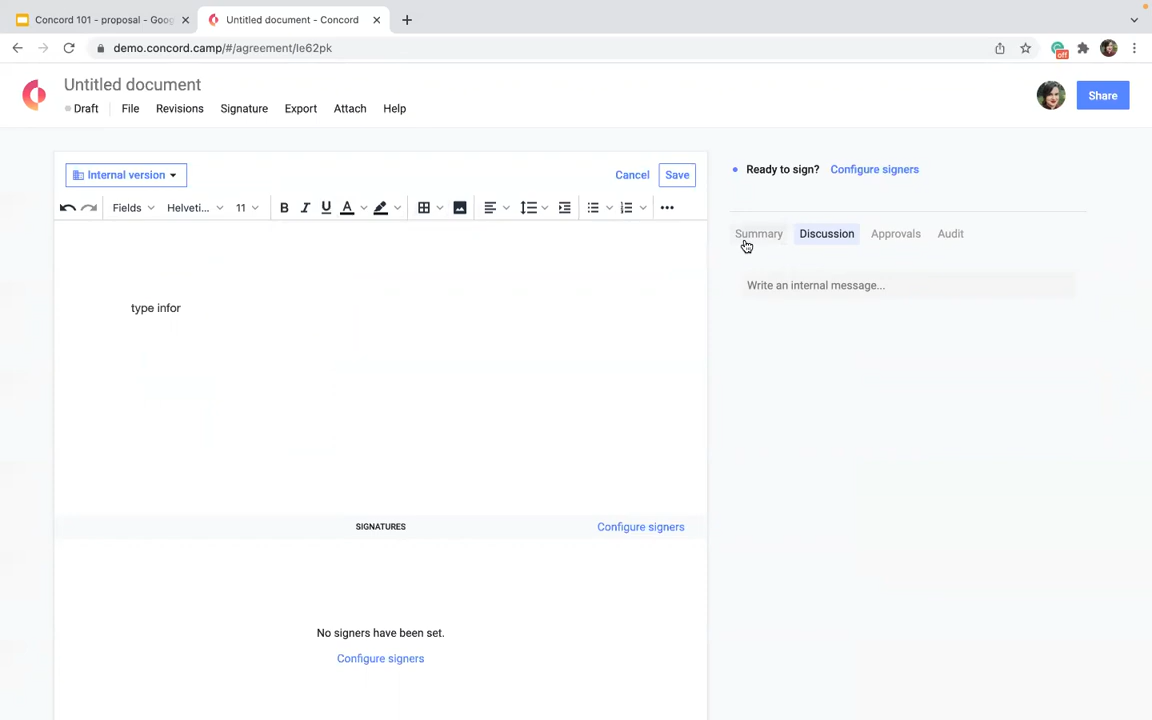 Concord 101 - proposal - Goog
Untitled document - Concord
demo.concord.camp/#/agreement/le62pk
off
Untitled document
Draft File Revisions Signature Export Attach Help
Share
Internal version
Cancel Save
Ready to sign? Configure signers
Fields Helveti... 11 B I U A
Summary Discussion Approvals Audit
Write an internal message...
type infor
SIGNATURES Configure signers
No signers have been set.
Configure signers